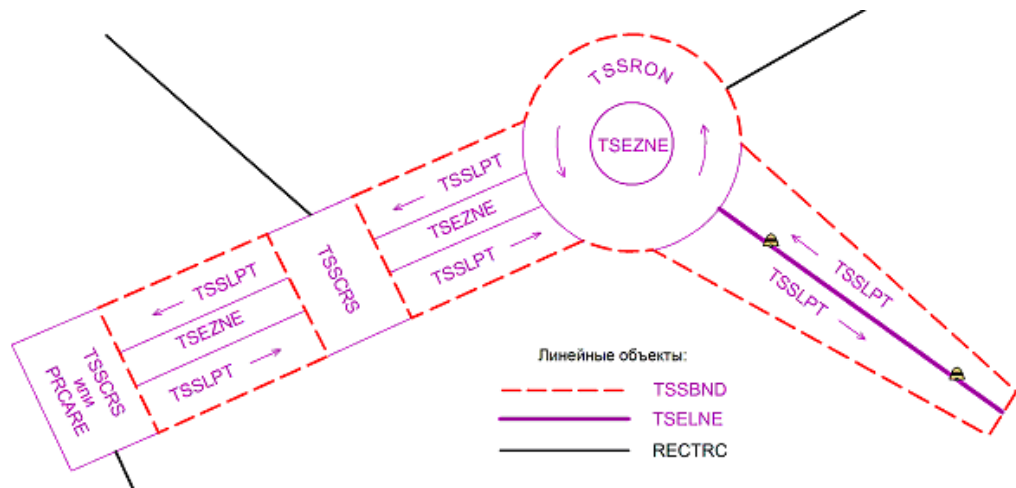 TSSRON
TSEZNE
TSSLPT
TSEZNE
TSSLPT
TSSCRS
TSSLPT
TSEZNE
TSSLPT
TSSCRS
или
PRCARE
TSSLPT
TSSLPT
Линейные объекты:
TSSBND
TSELNE
RECTRC